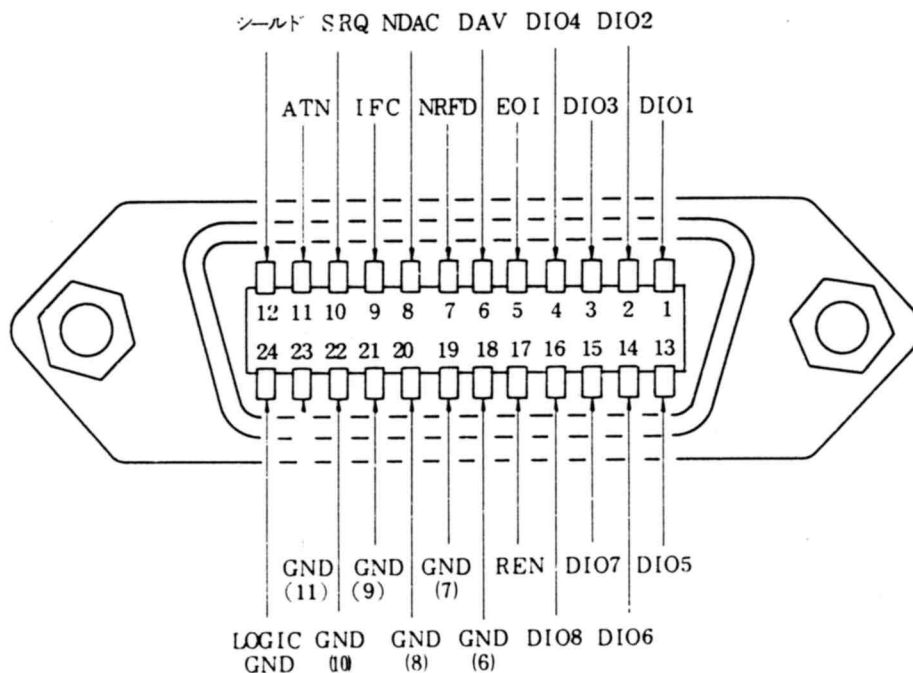 シールド SRQ NDAC DAV DIO4 DIO2
ATN IFC NRFD EOI DIO3 DIO1
12 11 10 9 8 7 6 5 4 3 2 1
24 23 22 21 20 19 18 17 16 15 14 13
GND GND GND REN DIO7 DIO5
(11) (9) (7)
LOGIC GND GND GND DIO8 DIO6
GND (10) (8) (6)